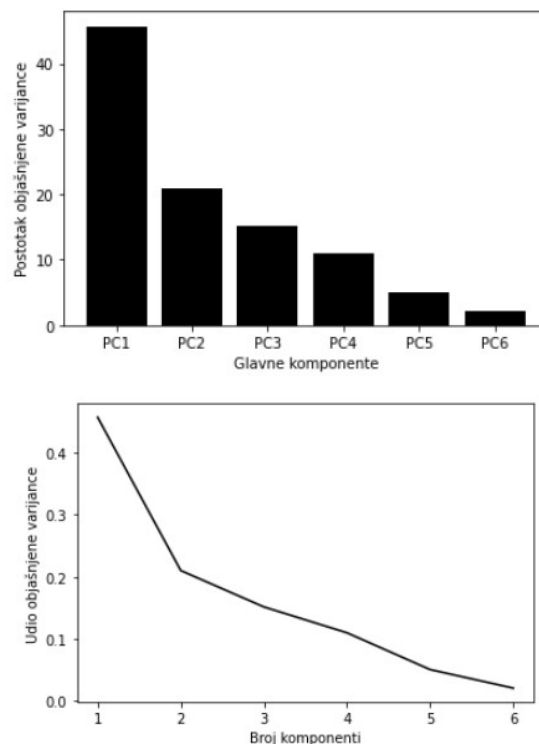 Postotak objašnjene varijance
40
30
20
10
0
PC1 PC2 PC3 PC4 PC5 PC6
Glavne komponente
Udio objašnjene varijance
0.4
0.3
0.2
0.1
0.0
1 2 3 4 5 6
Broj komponenti